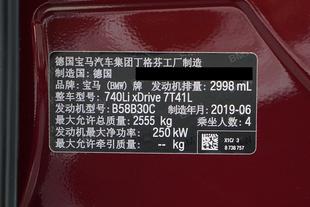 德国宝马汽车集团丁格芬工厂制造
制造国：德国
品牌：宝马 (BMW) 牌 发动机排量：2998 mL
整车型号：740Li xDrive 7T41L
发动机型号：B58B30C 制造年月：2019-06
最大允许总质量：2555 kg 乘坐人数：4
发动机最大净功率：250 kW
最大允许牵引质量：-- kg
X1♡ 3
8 738 757